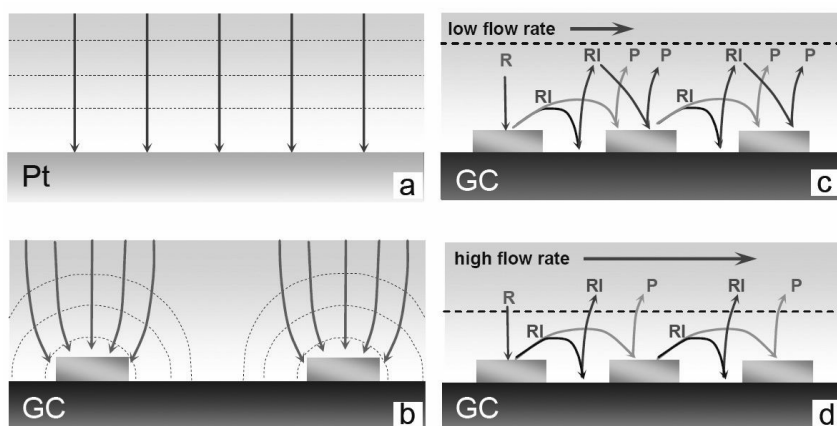 Pt
a
GC
b
low flow rate
R RI P P RI P P
RI RI
GC
c
high flow rate
R RI P RI P
RI RI
GC
d